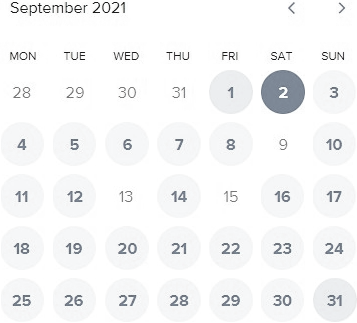 September 2021
MON TUE WED THU FRI SAT SUN
28 29 30 31 1 2 3
4 5 6 7 8 9 10
11 12 13 14 15 16 17
18 19 20 21 22 23 24
25 26 27 28 29 30 31